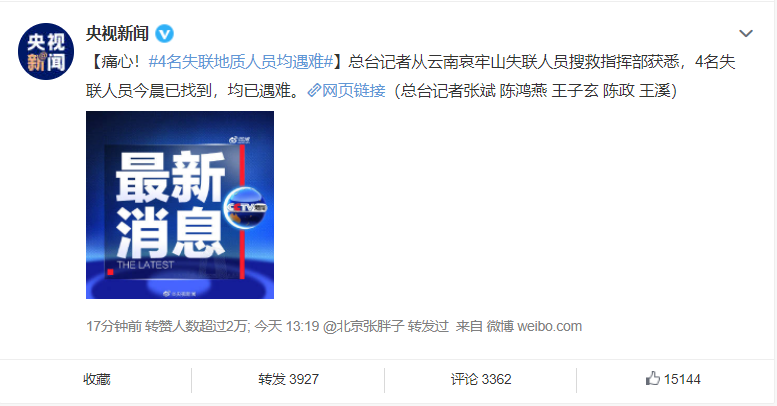 央视新闻
央视
新闻
【痛心！#4名失联地质人员均遇难#】总台记者从云南哀牢山失联人员搜救指挥部获悉，4名失
联人员今晨已找到，均已遇难。网页链接（总台记者张斌 陈鸿燕 王子玄 陈政 王溪）
微博
最新
消息
CCTV
THE LATEST
17分钟前 转赞人数超过2万; 今天 13:19 @北京张胖子 转发过 来自 微博 weibo.com
收藏
转发 3927
评论 3362
15144